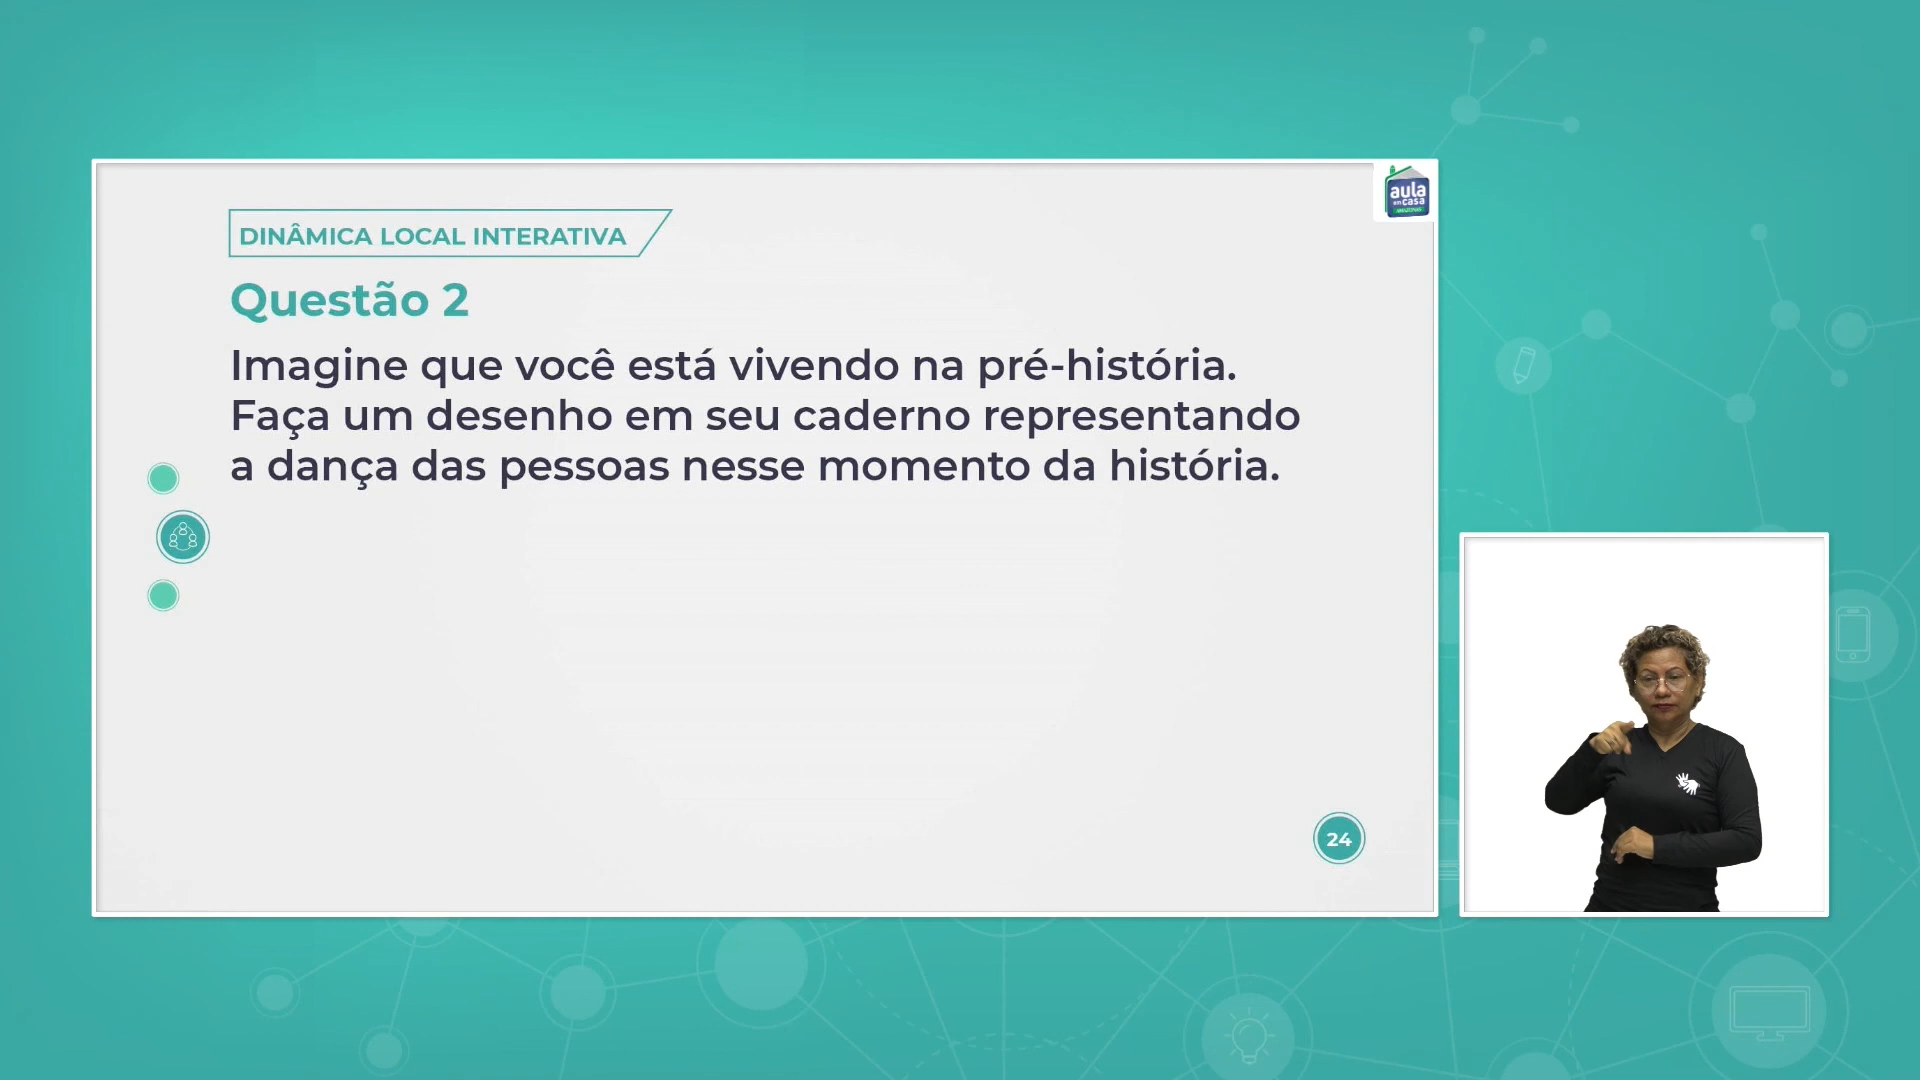 aula
em casa
DINÂMICA LOCAL INTERATIVA
Questão 2
Imagine que você está vivendo na pré-história.
Faça um desenho em seu caderno representando
a dança das pessoas nesse momento da história.
24